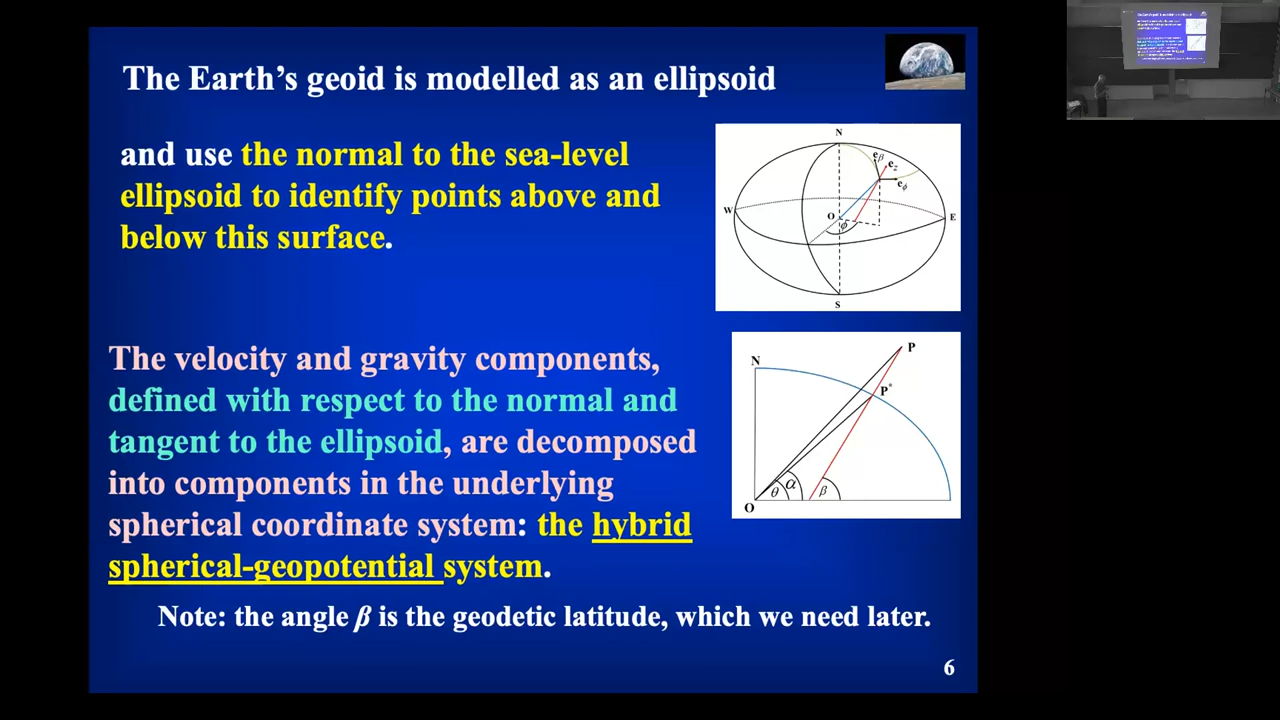 The Earth's geoid is modelled as an ellipsoid
and use the normal to the sea-level
ellipsoid to identify points above and
below this surface.
N
eβ
ez
eϕ
W
O
E
ϕ
S
The velocity and gravity components,
defined with respect to the normal and
tangent to the ellipsoid, are decomposed
into components in the underlying
spherical coordinate system: the hybrid
spherical-geopotential system.
N
P
P*
θ α β
O
Note: the angle β is the geodetic latitude, which we need later.
6